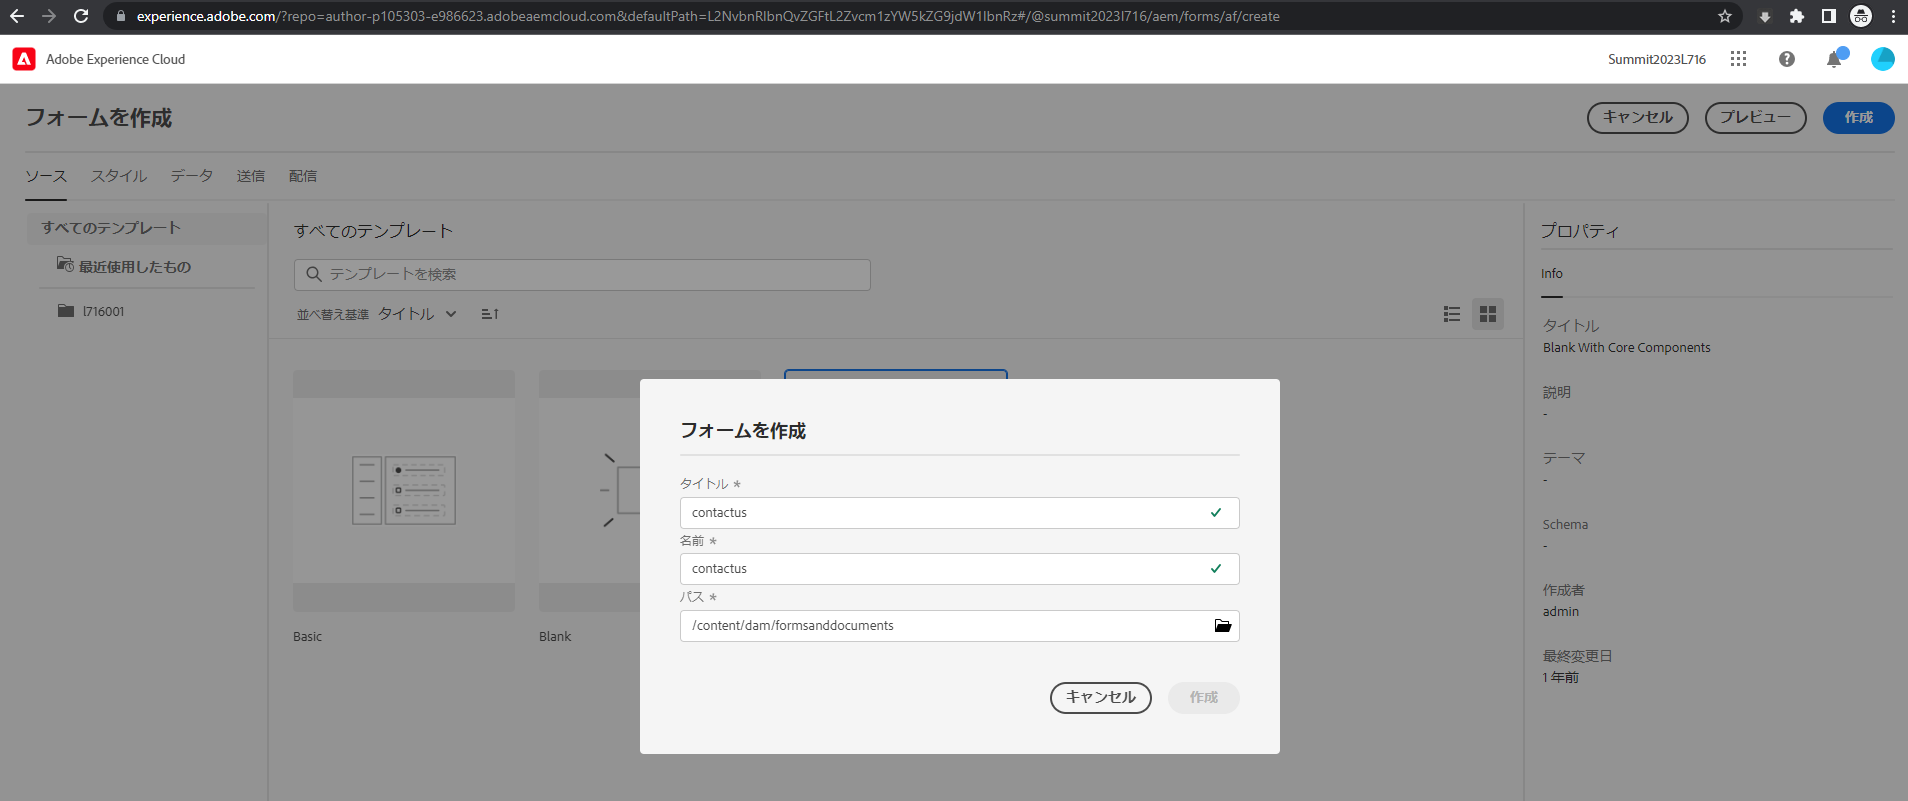 experience.adobe.com/?repo=author-p105303-e986623.adobeaemcloud.com&defaultPath=L2NvbnRlbnQvZGFtL2Zvcm1zYW5kZG9jdW1lbnRz#/@summit2023l716/aem/forms/af/create
Adobe Experience Cloud
Summit2023L716
フォームを作成
キャンセル
プレビュー
作成
ソース
スタイル
データ
送信
配信
すべてのテンプレート
最近使用したもの
l716001
すべてのテンプレート
テンプレートを検索
並べ替え基準 タイトル
Basic
Blank
フォームを作成
タイトル *
contactus
名前 *
contactus
パス *
/content/dam/formsanddocuments
キャンセル
作成
プロパティ
Info
タイトル
Blank With Core Components
説明
-
テーマ
-
Schema
-
作成者
admin
最終変更日
1 年前